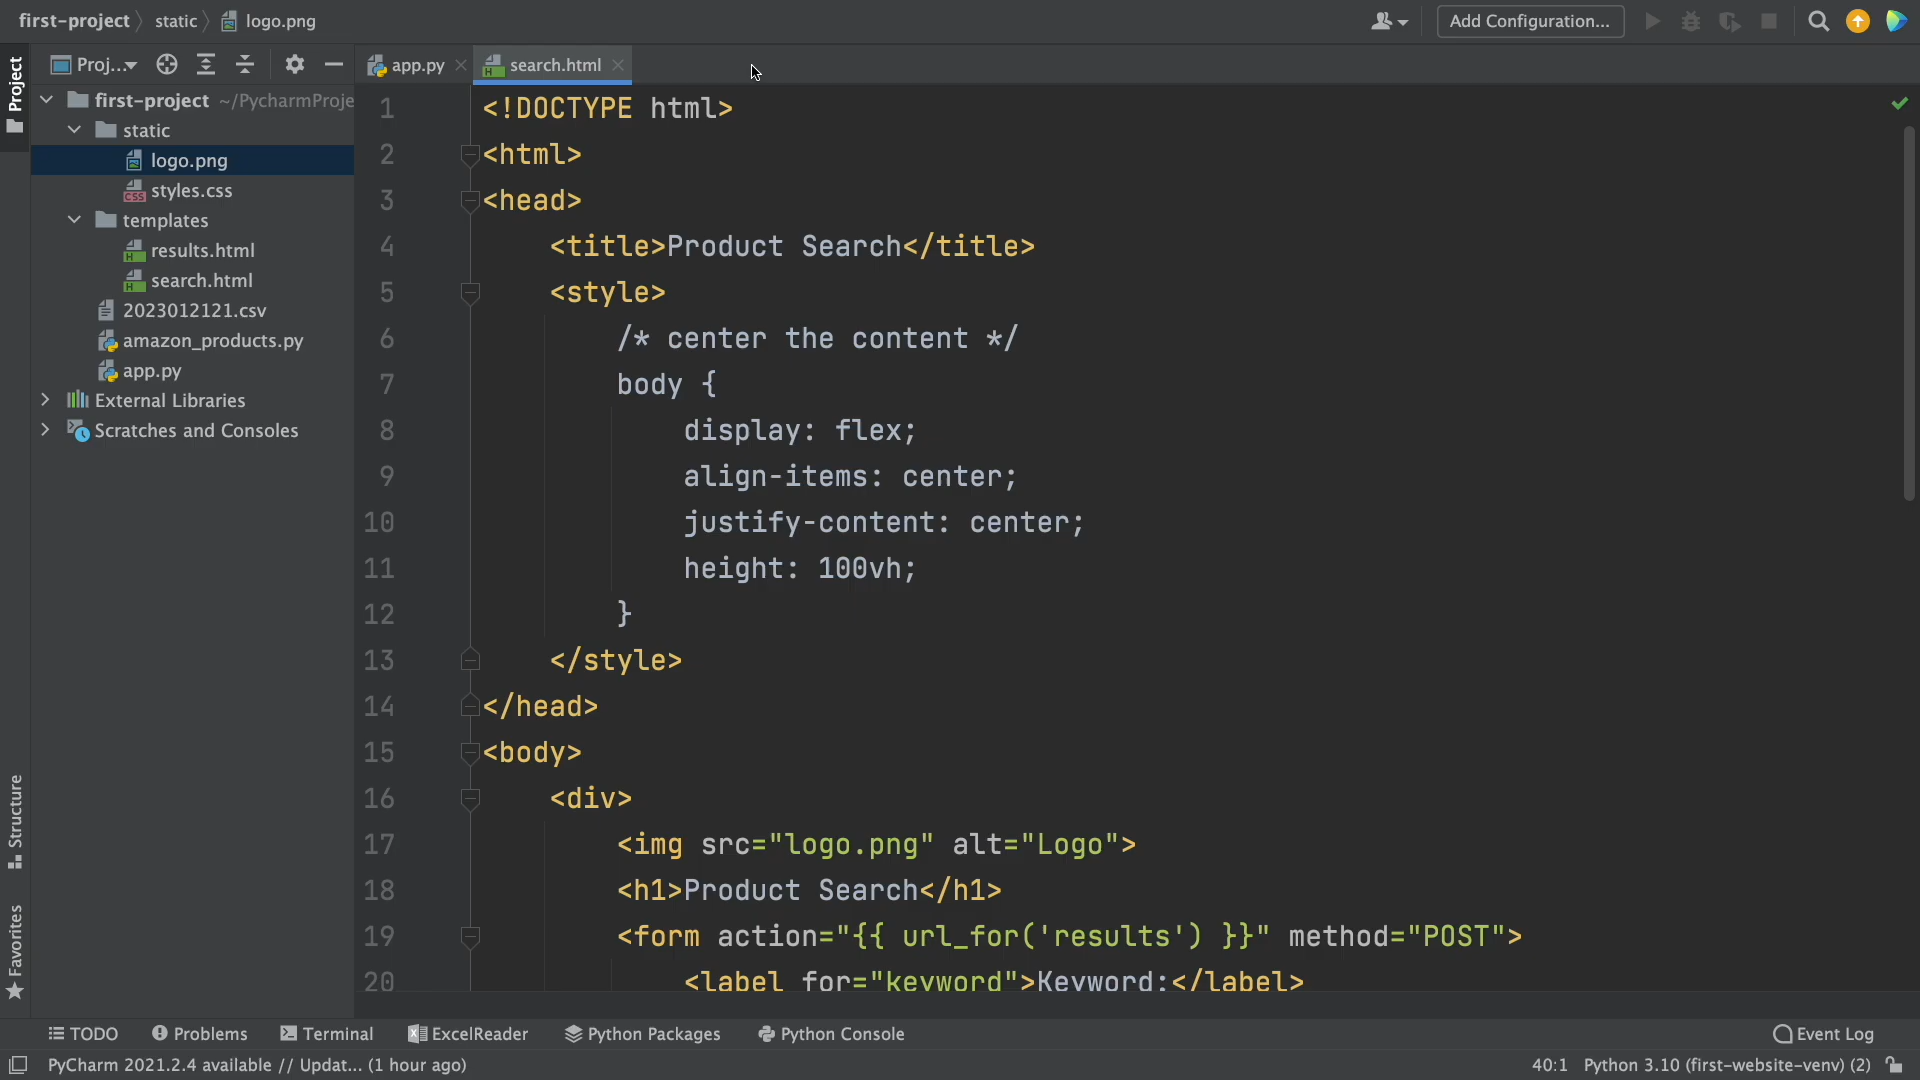 first-project static logo.png
Add Configuration...
Project
Proj...
first-project ~/PycharmProje
static
logo.png
styles.css
templates
results.html
search.html
2023012121.csv
amazon_products.py
app.py
External Libraries
Scratches and Consoles
Structure
Favorites
app.py
search.html
1 <!DOCTYPE html>
2 <html>
3 <head>
4 <title>Product Search</title>
5 <style>
6 /* center the content */
7 body {
8 display: flex;
9 align-items: center;
10 justify-content: center;
11 height: 100vh;
12 }
13 </style>
14 </head>
15 <body>
16 <div>
17 <img src="logo.png" alt="Logo">
18 <h1>Product Search</h1>
19 <form action="{{ url_for('results') }}" method="POST">
20 <label for="keyword">Keyword:</label>
TODO Problems Terminal ExcelReader Python Packages Python Console Event Log
PyCharm 2021.2.4 available // Updat... (1 hour ago) 40:1 Python 3.10 (first-website-venv) (2)